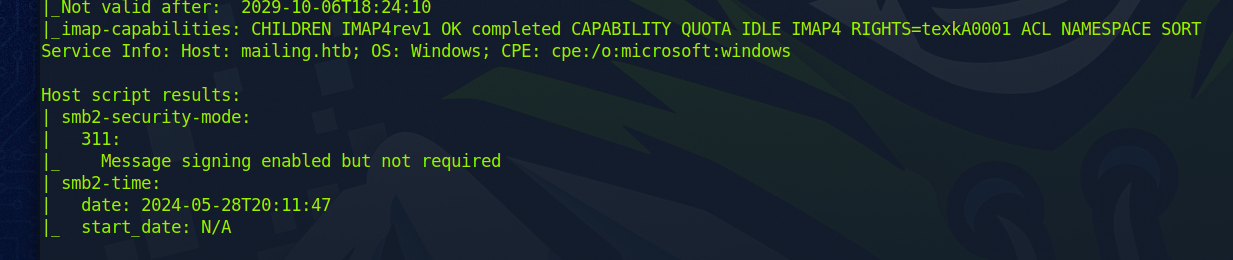 |_Not valid after:  2029-10-06T18:24:10
|_imap-capabilities: CHILDREN IMAP4rev1 OK completed CAPABILITY QUOTA IDLE IMAP4 RIGHTS=texkA0001 ACL NAMESPACE SORT
Service Info: Host: mailing.htb; OS: Windows; CPE: cpe:/o:microsoft:windows

Host script results:
| smb2-security-mode:
|   311:
|_    Message signing enabled but not required
| smb2-time:
|   date: 2024-05-28T20:11:47
|_  start_date: N/A